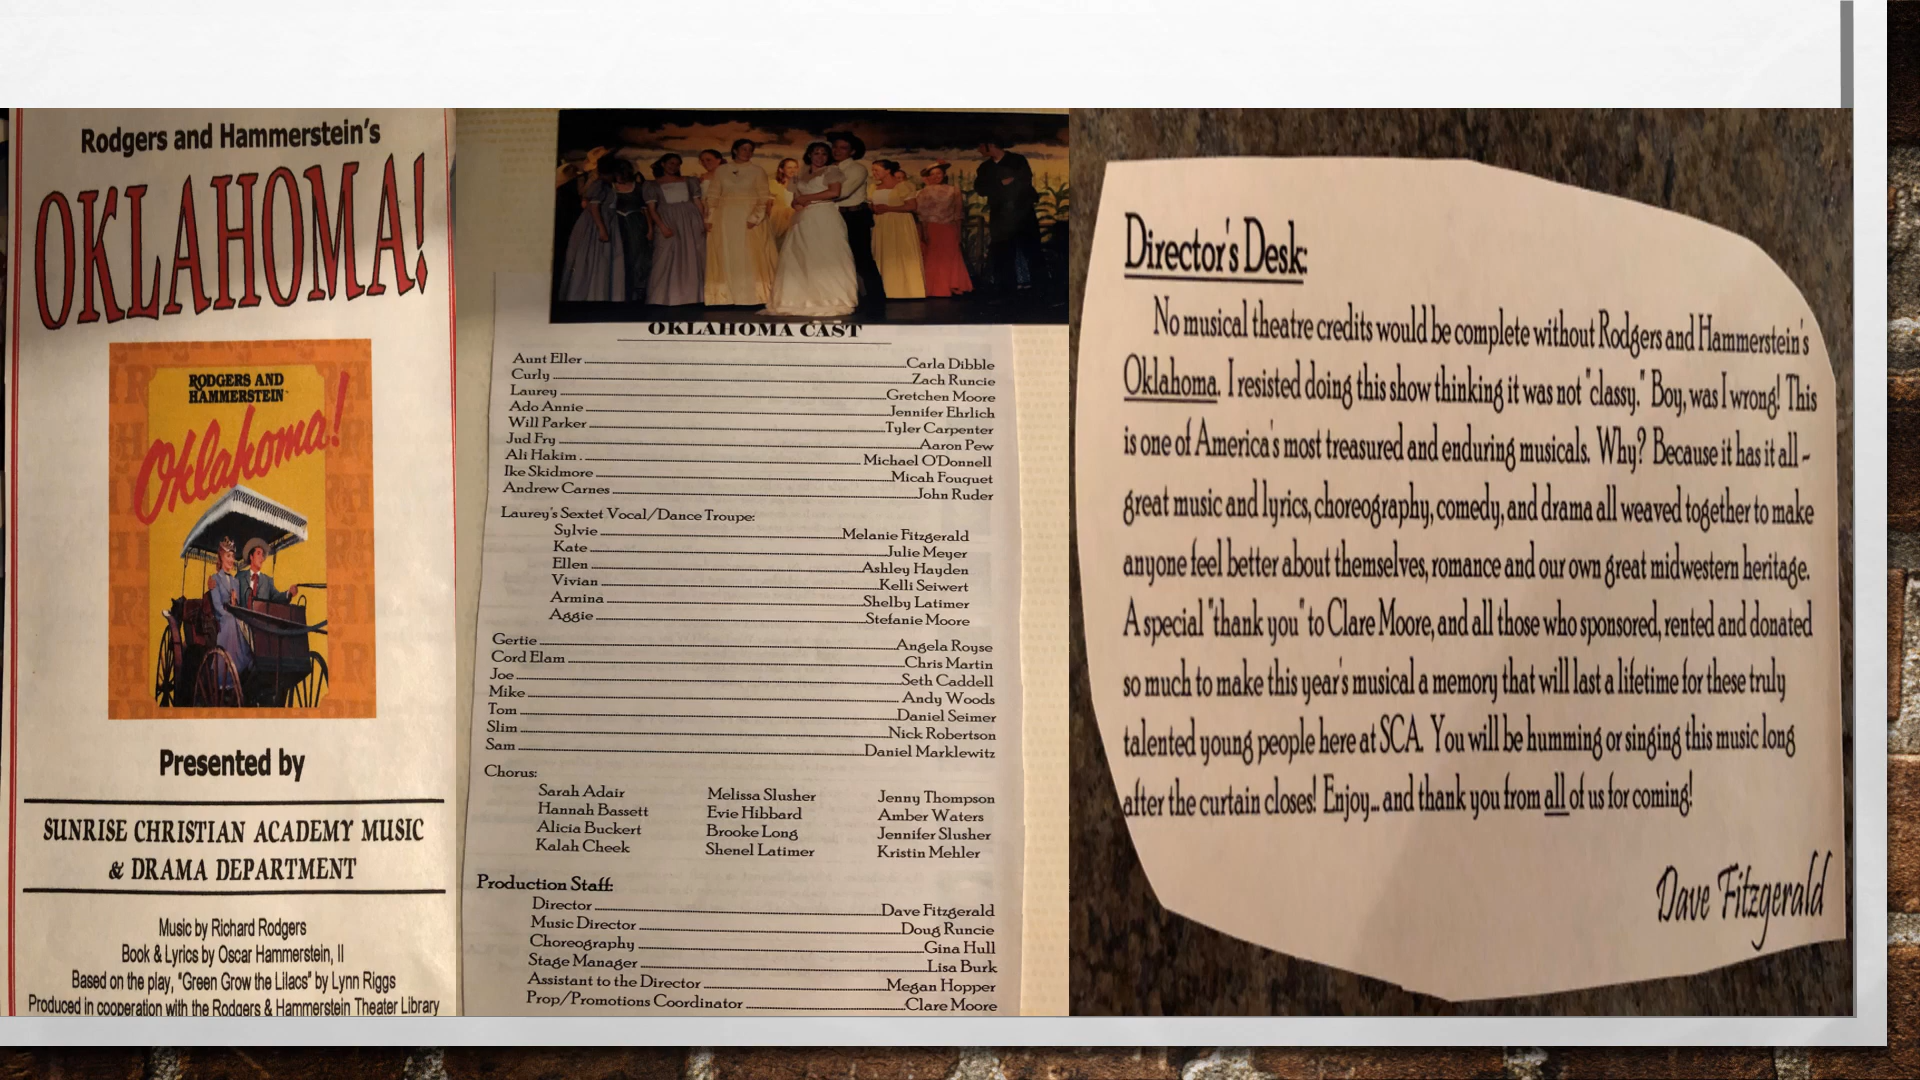 Rodgers and Hammerstein's
OKLAHOMA!
RODGERS AND
HAMMERSTEIN
Oklahoma!
Presented by
SUNRISE CHRISTIAN ACADEMY MUSIC
& DRAMA DEPARTMENT
Music by Richard Rodgers
Book & Lyrics by Oscar Hammerstein, II
Based on the play, "Green Grow the Lilacs" by Lynn Riggs
Produced in cooperation with the Rodgers & Hammerstein Theater Library
OKLAHOMA CAST
Aunt Eller Carla Dibble
Curly Zach Runcie
Laurey Gretchen Moore
Ado Annie Jennifer Ehrlich
Will Parker Tyler Carpenter
Jud Fry Aaron Pew
Ali Hakim Michael O'Donnell
Ike Skidmore Micah Fouquet
Andrew Carnes John Ruder
Laurey's Sextet Vocal/Dance Troupe:
Sylvie Melanie Fitzgerald
Kate Julie Meyer
Ellen Ashley Hayden
Vivian Kelli Seiwert
Armina Shelby Latimer
Aggie Stefanie Moore
Gertie Angela Royse
Cord Elam Chris Martin
Joe Seth Caddell
Mike Andy Woods
Tom Daniel Seimer
Slim Nick Robertson
Sam Daniel Marklewitz
Chorus:
Sarah Adair Melissa Slusher Jenny Thompson
Hannah Bassett Evie Hibbard Amber Waters
Alicia Buckert Brooke Long Jennifer Slusher
Kalah Cheek Shenel Latimer Kristin Mehler
Production Staff:
Director Dave Fitzgerald
Music Director Doug Runcie
Choreography Gina Hull
Stage Manager Lisa Burk
Assistant to the Director Megan Hopper
Prop/Promotions Coordinator Clare Moore
Director's Desk:
No musical theatre credits would be complete without Rodgers and Hammerstein's
Oklahoma. I resisted doing this show thinking it was not "classy." Boy, was I wrong! This
is one of America's most treasured and enduring musicals. Why? Because it has it all ~
great music and lyrics, choreography, comedy, and drama all weaved together to make
anyone feel better about themselves, romance and our own great midwestern heritage.
A special "thank you" to Clare Moore, and all those who sponsored, rented and donated
so much to make this year's musical a memory that will last a lifetime for these truly
talented young people here at SCA. You will be humming or singing this music long
after the curtain closes! Enjoy... and thank you from all of us for coming!
Dave Fitzgerald